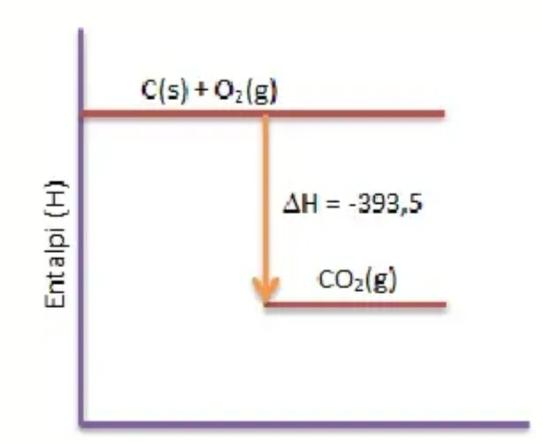 C(s) + O₂(g)
Entalpi (H)
ΔH = -393,5
CO₂(g)